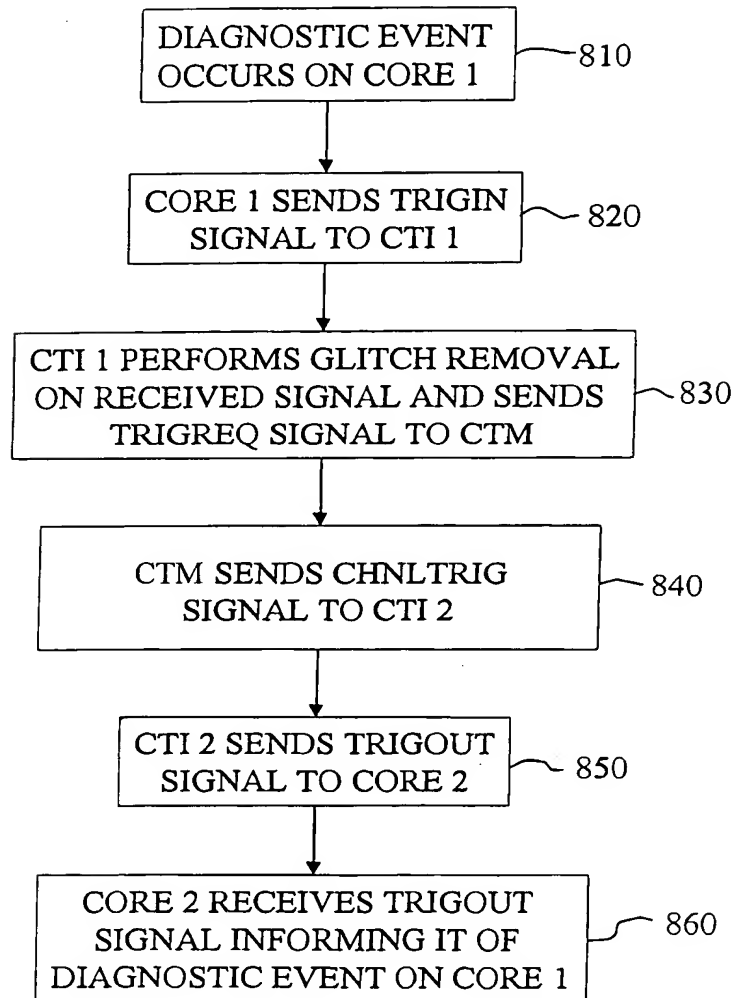 DIAGNOSTIC EVENT
OCCURS ON CORE 1
810
CORE 1 SENDS TRIGIN
SIGNAL TO CTI 1
820
CTI 1 PERFORMS GLITCH REMOVAL
ON RECEIVED SIGNAL AND SENDS
TRIGREQ SIGNAL TO CTM
830
CTM SENDS CHNLTRIG
SIGNAL TO CTI 2
840
CTI 2 SENDS TRIGOUT
SIGNAL TO CORE 2
850
CORE 2 RECEIVES TRIGOUT
SIGNAL INFORMING IT OF
DIAGNOSTIC EVENT ON CORE 1
860